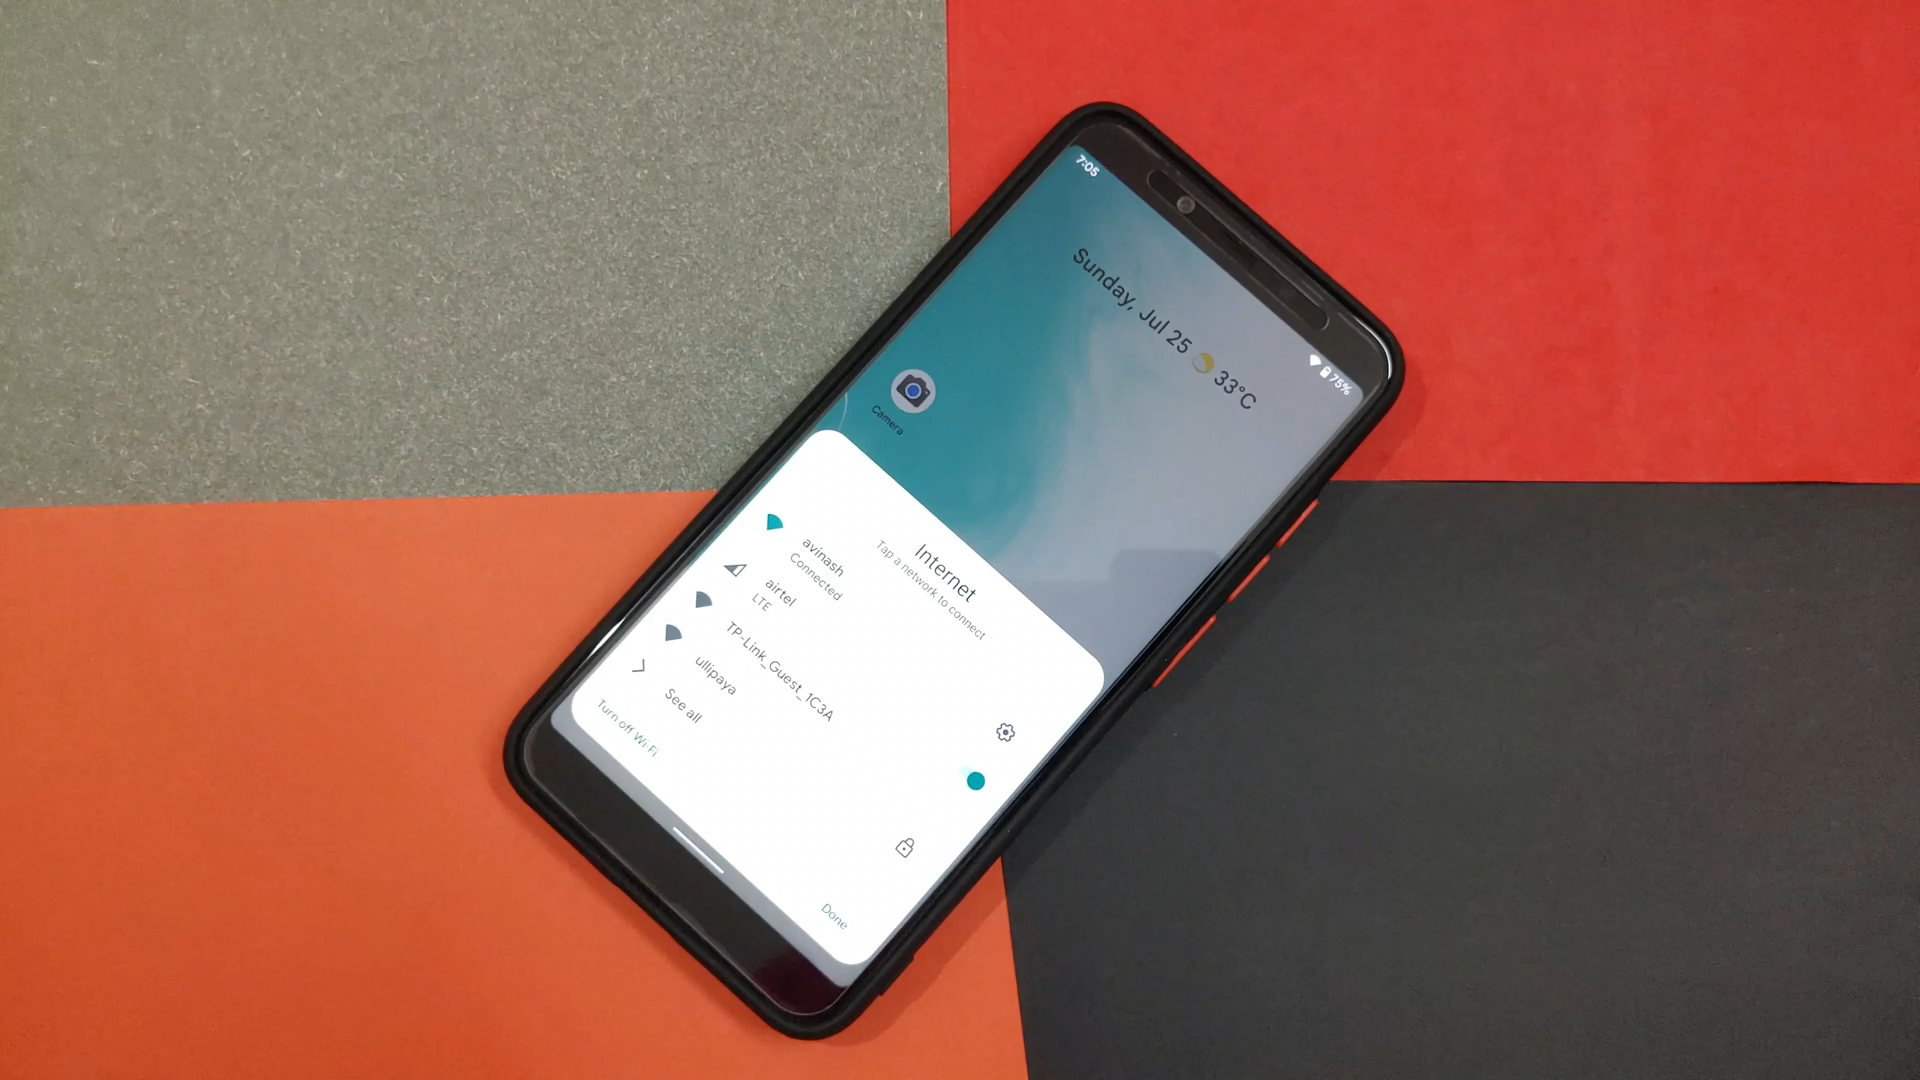 7:05
75%
Sunday, Jul 25 33°C
Camera
Internet
Tap a network to connect
avinash
Connected
airtel
LTE
TP-Link_Guest_1C3A
ullipaya
See all
Turn off Wi-Fi
Done